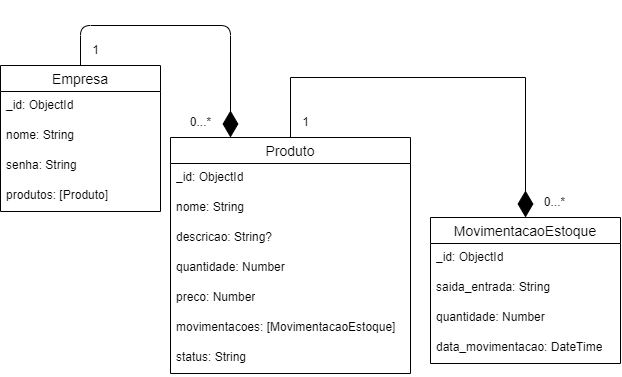 1
Empresa
_id: ObjectId
nome: String
senha: String
produtos: [Produto]
0...*
Produto
_id: ObjectId
nome: String
descricao: String?
quantidade: Number
preco: Number
movimentacoes: [MovimentacaoEstoque]
status: String
1
0...*
MovimentacaoEstoque
_id: ObjectId
saida_entrada: String
quantidade: Number
data_movimentacao: DateTime